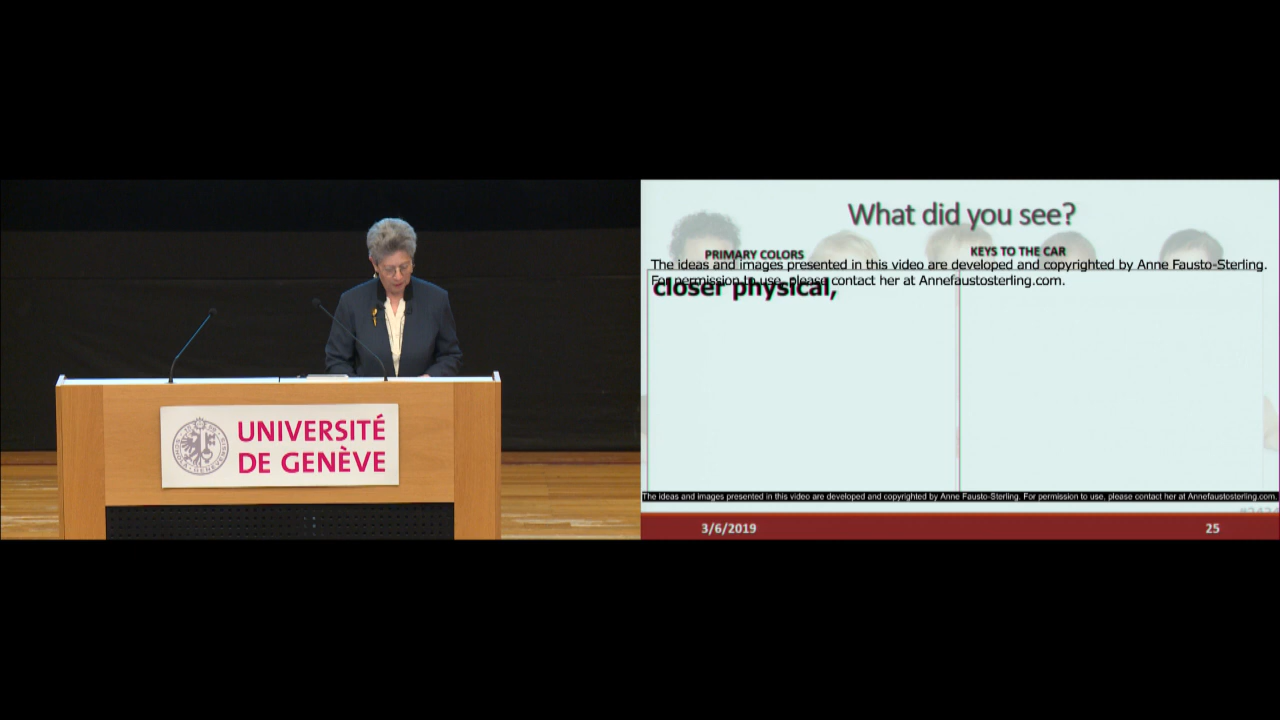 UNIVERSITÉ
DE GENÈVE
What did you see?
PRIMARY COLORS
KEYS TO THE CAR
The ideas and images presented in this video are developed and copyrighted by Anne Fausto-Sterling.
For permission to use, please contact her at Annefaustosterling.com.
closer physical,
The ideas and images presented in this video are developed and copyrighted by Anne Fausto-Sterling. For permission to use, please contact her at Annefaustosterling.com.
3/6/2019
25